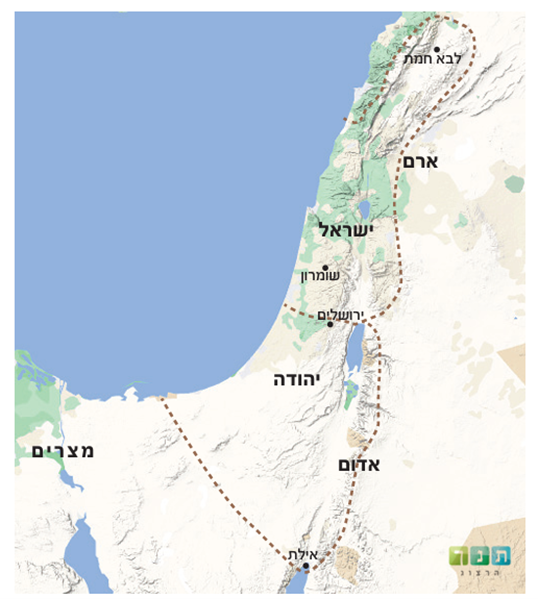 לבא חמת
ארם
ישראל
שומרון
ירושלים
יהודה
מצרים
אדום
אילת
תנך
הרצוג